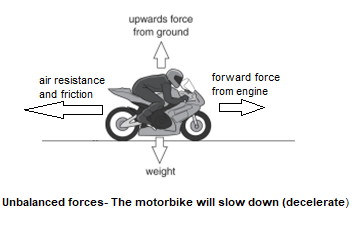 upwards force
from ground
air resistance
and friction
forward force
from engine
weight
Unbalanced forces- The motorbike will slow down (decelerate)